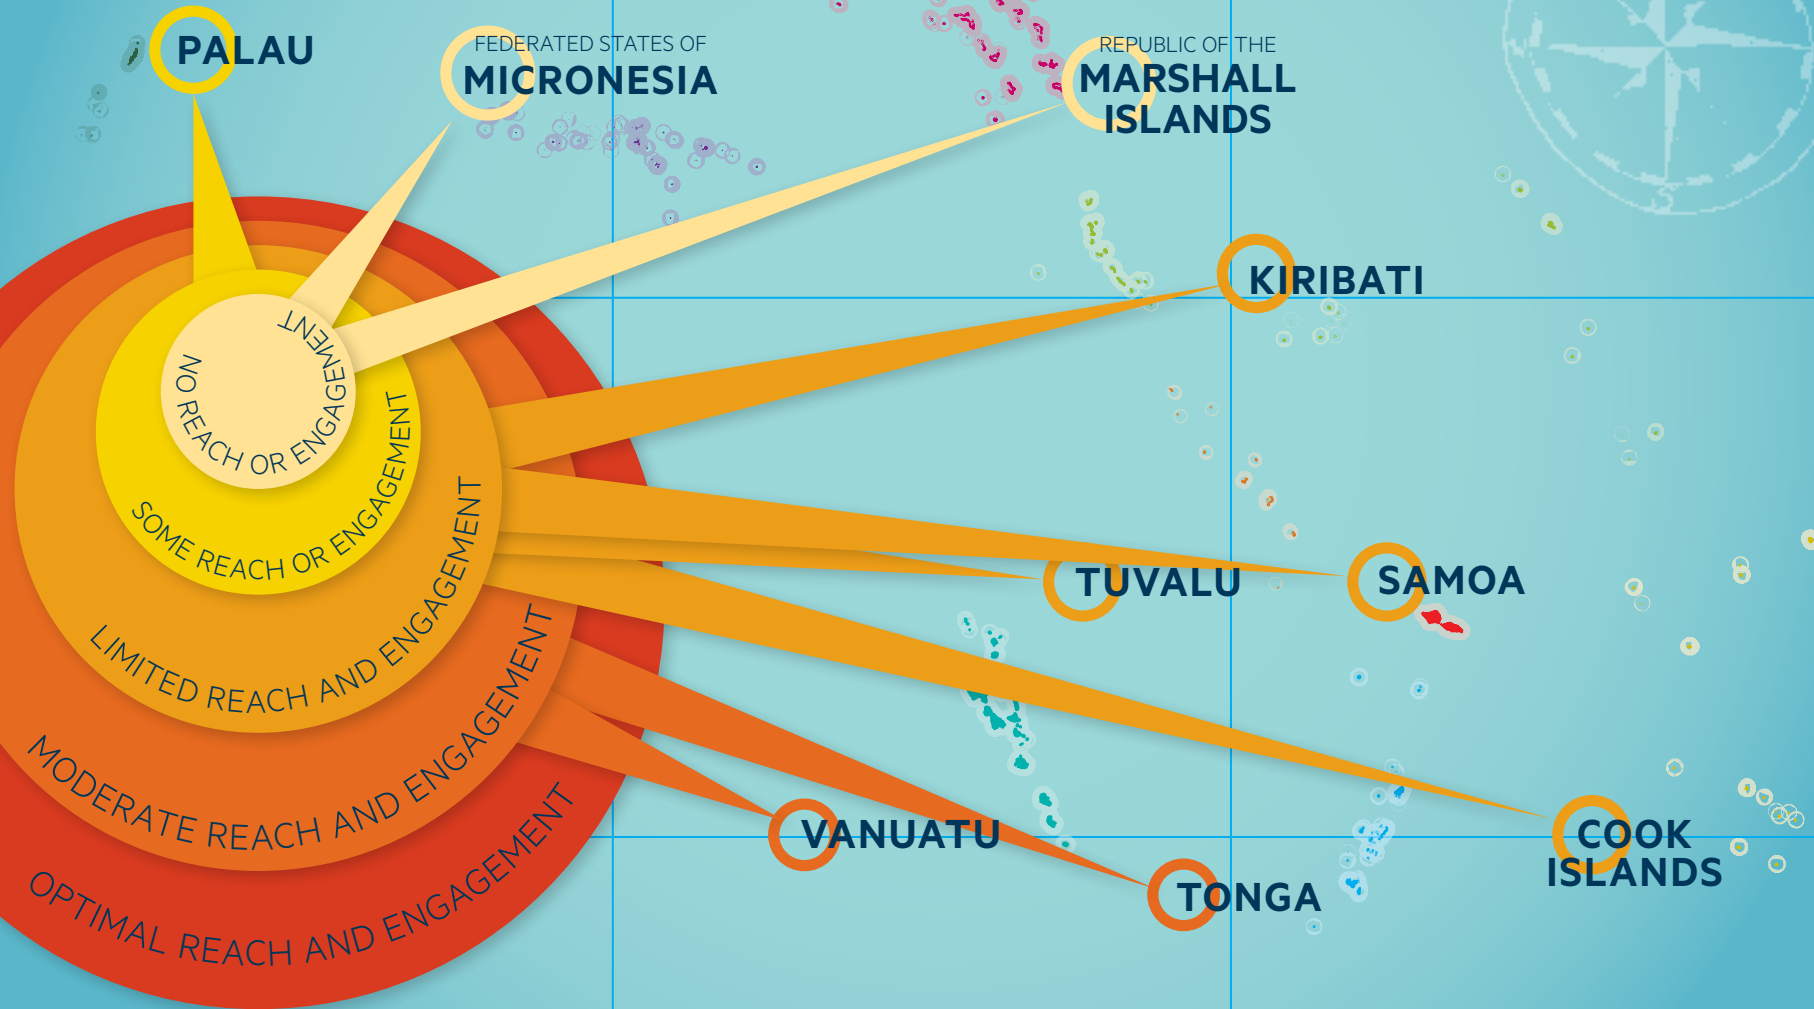 PALAU
FEDERATED STATES OF
MICRONESIA
REPUBLIC OF THE
MARSHALL
ISLANDS
S
KIRIBATI
NO REACH OR ENGAGEMENT
SOME REACH OR ENGAGEMENT
LIMITED REACH AND ENGAGEMENT
MODERATE REACH AND ENGAGEMENT
OPTIMAL REACH AND ENGAGEMENT
TUVALU
SAMOA
VANUATU
COOK
ISLANDS
TONGA